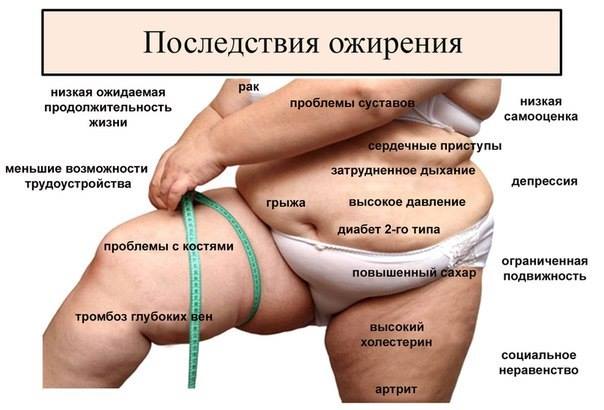 Последствия ожирения
низкая ожидаемая
продолжительность
жизни
рак
проблемы суставов
низкая
самооценка
сердечные приступы
меньшие возможности
трудоустройства
затрудненное дыхание
депрессия
грыжа
высокое давление
диабет 2-го типа
проблемы с костями
повышенный сахар
ограниченная
подвижность
тромбоз глубоких вен
высокий
холестерин
социальное
неравенство
артрит